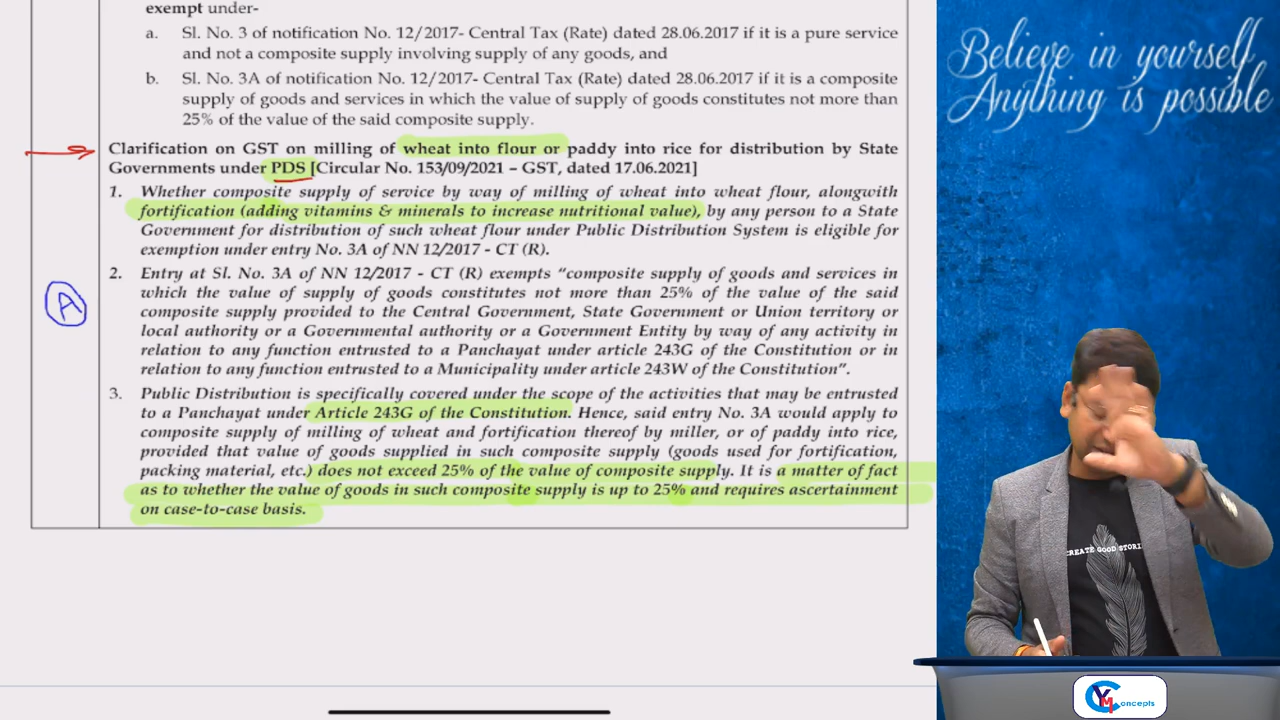 exempt under-
a. Sl. No. 3 of notification No. 12/2017- Central Tax (Rate) dated 28.06.2017 if it is a pure service
and not a composite supply involving supply of any goods, and
b. Sl. No. 3A of notification No. 12/2017- Central Tax (Rate) dated 28.06.2017 if it is a composite
supply of goods and services in which the value of supply of goods constitutes not more than
25% of the value of the said composite supply.
Clarification on GST on milling of wheat into flour or paddy into rice for distribution by State
Governments under PDS [Circular No. 153/09/2021 – GST, dated 17.06.2021]
1. Whether composite supply of service by way of milling of wheat into wheat flour, alongwith
fortification (adding vitamins & minerals to increase nutritional value), by any person to a State
Government for distribution of such wheat flour under Public Distribution System is eligible for
exemption under entry No. 3A of NN 12/2017 - CT (R).
2. Entry at Sl. No. 3A of NN 12/2017 - CT (R) exempts “composite supply of goods and services in
which the value of supply of goods constitutes not more than 25% of the value of the said
composite supply provided to the Central Government, State Government or Union territory or
local authority or a Governmental authority or a Government Entity by way of any activity in
relation to any function entrusted to a Panchayat under article 243G of the Constitution or in
relation to any function entrusted to a Municipality under article 243W of the Constitution”.
A
3. Public Distribution is specifically covered under the scope of the activities that may be entrusted
to a Panchayat under Article 243G of the Constitution. Hence, said entry No. 3A would apply to
composite supply of milling of wheat and fortification thereof by miller, or of paddy into rice,
provided that value of goods supplied in such composite supply (goods used for fortification,
packing material, etc.) does not exceed 25% of the value of composite supply. It is a matter of fact
as to whether the value of goods in such composite supply is up to 25% and requires ascertainment
on case-to-case basis.
Believe in yourself
Anything is possible
CREATE GOOD STORI
CYM Concepts